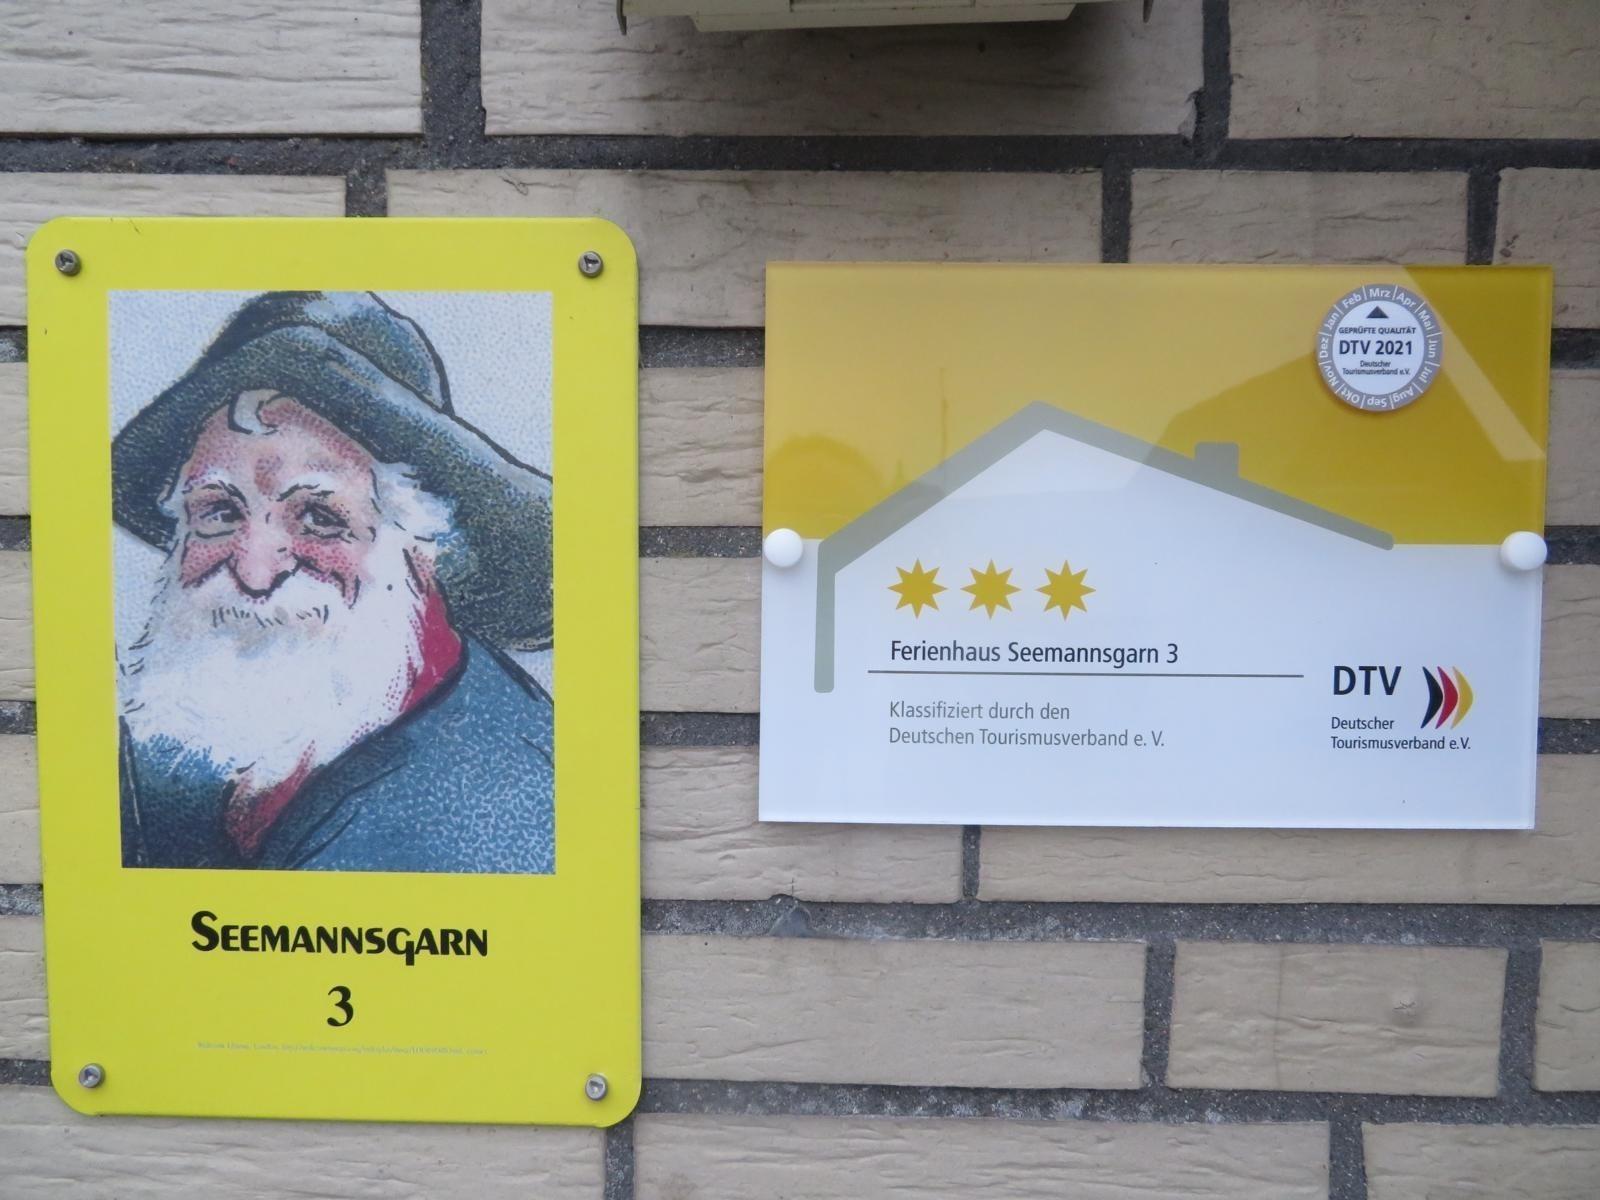 SEEMANNSGARN
3
Jan Feb Mrz Apr Mai Jun Jul Aug Sep Okt Nov Dez
GEPRÜFTE QUALITÄT
DTV 2021
Deutscher
Tourismusverband e.V.
Ferienhaus Seemannsgarn 3
Klassifiziert durch den
Deutschen Tourismusverband e. V.
DTV
Deutscher
Tourismusverband e.V.